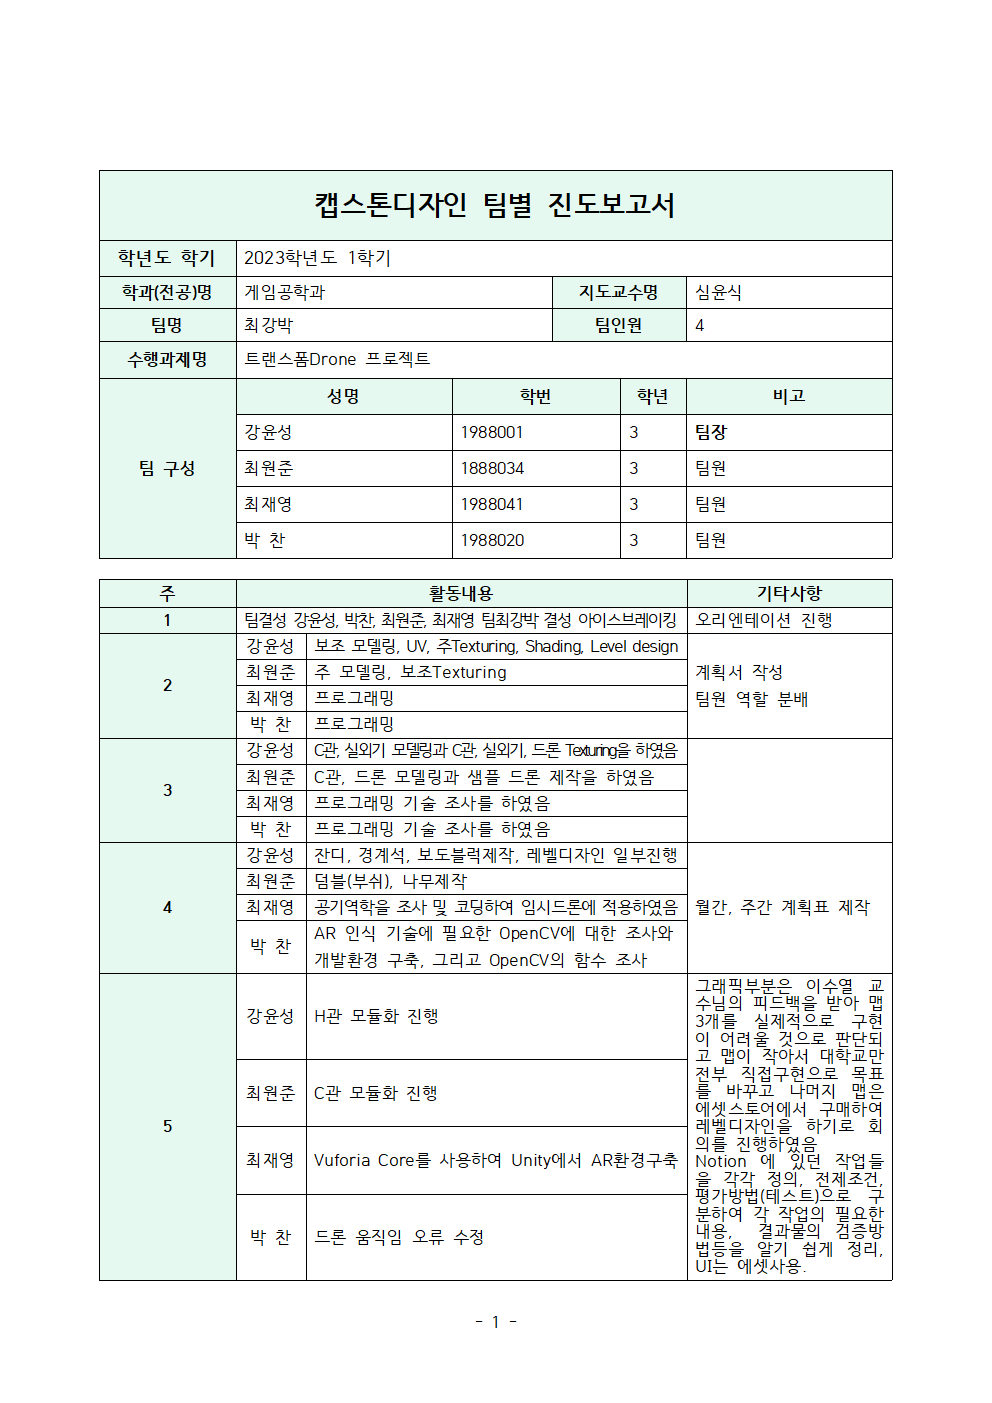 캡스톤디자인 팀별 진도보고서
학년도 학기 2023학년도 1학기
학과(전공)명 게임공학과 지도교수명 심윤식
팀명 최강박 팀인원 4
수행과제명 트랜스폼Drone 프로젝트
팀 구성
성명 학번 학년 비고
강윤성 1988001 3 팀장
최원준 1888034 3 팀원
최재영 1988041 3 팀원
박 찬 1988020 3 팀원
주 활동내용 기타사항
1 팀결성 강윤성, 박찬, 최원준, 최재영 팀최강박 결성 아이스브레이킹 오리엔테이션 진행
2
강윤성 보조 모델링, UV, 주Texturing, Shading, Level design
최원준 주 모델링, 보조Texturing
최재영 프로그래밍
박 찬 프로그래밍
계획서 작성
팀원 역할 분배
3
강윤성 C관, 실외기 모델링과 C관, 실외기, 드론 Texturing을 하였음
최원준 C관, 드론 모델링과 샘플 드론 제작을 하였음
최재영 프로그래밍 기술 조사를 하였음
박 찬 프로그래밍 기술 조사를 하였음
4
강윤성 잔디, 경계석, 보도블럭제작, 레벨디자인 일부진행
최원준 덤블(부쉬), 나무제작
최재영 공기역학을 조사 및 코딩하여 임시드론에 적용하였음
박 찬 AR 인식 기술에 필요한 OpenCV에 대한 조사와
개발환경 구축, 그리고 OpenCV의 함수 조사
월간, 주간 계획표 제작
5
강윤성 H관 모듈화 진행
최원준 C관 모듈화 진행
최재영 Vuforia Core를 사용하여 Unity에서 AR환경구축
박 찬 드론 움직임 오류 수정
그래픽부분은 이수열 교
수님의 피드백을 받아 맵
3개를 실제적으로 구현
이 어려울 것으로 판단되
고 맵이 작아서 대학교만
전부 직접구현으로 목표
를 바꾸고 나머지 맵은
에셋스토어에서 구매하여
레벨디자인을 하기로 회
의를 진행하였음
Notion 에 있던 작업들
을 각각 정의, 전제조건,
평가방법(테스트)으로 구
분하여 각 작업의 필요한
내용, 결과물의 검증방
법등을 알기 쉽게 정리,
UI는 에셋사용.
- 1 -